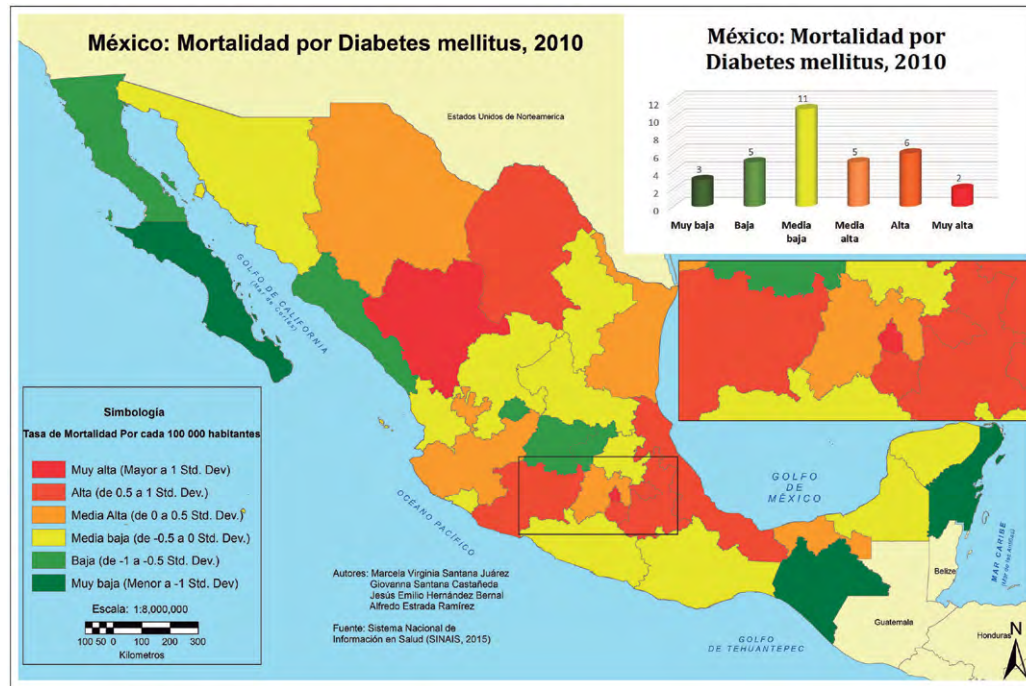 México: Mortalidad por Diabetes mellitus, 2010
Estados Unidos de Norteamerica
México: Mortalidad por
Diabetes mellitus, 2010
12
10
8
6
4
2
0
3
5
11
5
6
2
Muy baja
Baja
Media
baja
Media
alta
Alta
Muy alta
GOLFO DE CALIFORNIA
(Mar de Cortés)
OCÉANO PACÍFICO
GOLFO
DE
MÉXICO
MAR CARIBE
Belize
Guatemala
Honduras
GOLFO
DE TEHUANTEPEC
N
Simbología
Tasa de Mortalidad Por cada 100 000 habitantes
Muy alta (Mayor a 1 Std. Dev)
Alta (de 0.5 a 1 Std. Dev.)
Media Alta (de 0 a 0.5 Std. Dev.)
Media baja (de -0.5 a 0 Std. Dev.)
Baja (de -1 a -0.5 Std. Dev.)
Muy baja (Menor a -1 Std. Dev)
Escala: 1:8,000,000
100 50 0 100 200 300
Kilometros
Autores: Marcela Virginia Santana Juárez
Giovanna Santana Castañeda
Jesús Emilio Hernández Bernal
Alfredo Estrada Ramírez
Fuente: Sistema Nacional de
Información en Salud (SINAIS, 2015)